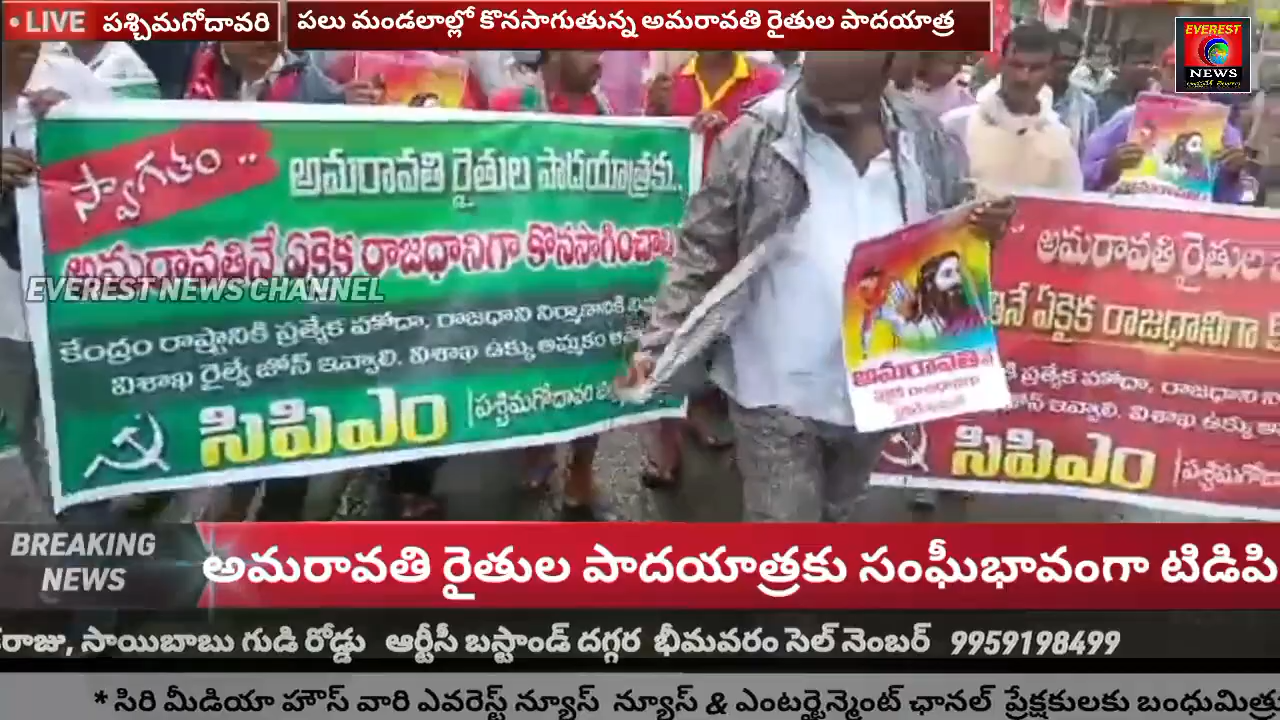 LIVE పశ్చిమగోదావరి
పలు మండలాల్లో కొనసాగుతున్న అమరావతి రైతుల పాదయాత్ర
EVEREST
NEWS
స్వాగతం ..
అమరావతి రైతుల పాదయాత్రకు..
అమరావతినే ఏకైక రాజధానిగా కొనసాగించాలి
EVEREST NEWS CHANNEL
కేంద్రం రాష్ట్రానికి ప్రత్యేక హోదా, రాజధాని నిర్మాణానికి
విశాఖ రైల్వే జోన్ ఇవ్వాలి. విశాఖ ఉక్కు అమ్మకం
సిపిఎం
పశ్చిమగోదావరి
అమరావతినే
అమరావతి రైతుల
ఏకైక రాజధానిగా
ప్రత్యేక హోదా, రాజధాని
ఇవ్వాలి. విశాఖ ఉక్కు
సిపిఎం
BREAKING
NEWS
అమరావతి రైతుల పాదయాత్రకు సంఘీభావంగా టిడిపి
రాజు, సాయిబాబు గుడి రోడ్డు ఆర్టీసీ బస్టాండ్ దగ్గర భీమవరం సెల్ నెంబర్ 9959198499
* సిరి మీడియా హౌస్ వారి ఎవరెస్ట్ న్యూస్ న్యూస్ & ఎంటర్టైన్మెంట్ ఛానల్ ప్రేక్షకులకు బంధుమిత్రు